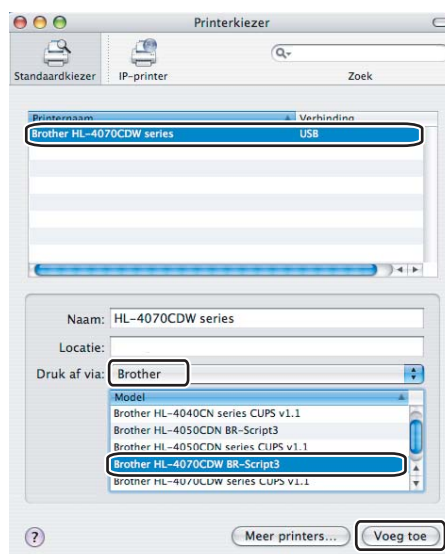 Printerkiezer
Standaardkiezer
IP-printer
Zoek
Printernaam
Verbinding
Brother HL-4070CDW series
USB
Naam: HL-4070CDW series
Locatie:
Druk af via: Brother
Model
Brother HL-4040CN series CUPS v1.1
Brother HL-4050CDN BR-Script3
Brother HL-4050CDN series CUPS v1.1
Brother HL-4070CDW BR-Script3
Brother HL-4070CDW series CUPS v1.1
?
Meer printers...
Voeg toe